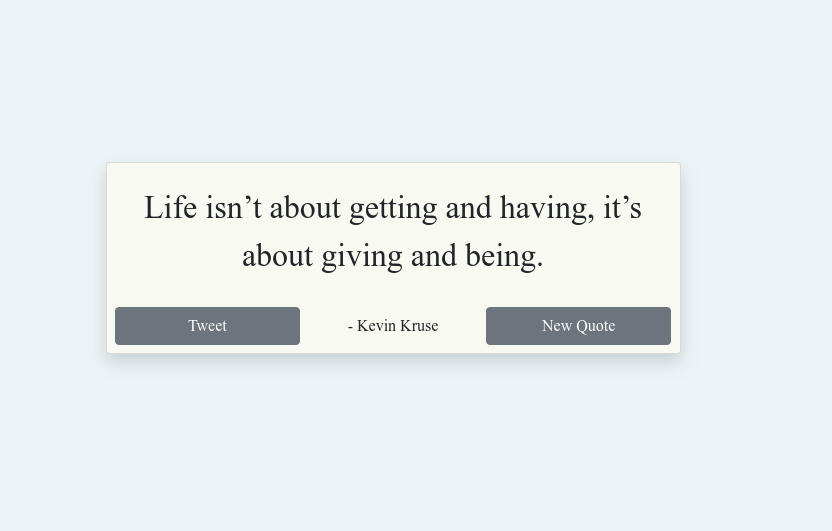 Life isn’t about getting and having, it’s
about giving and being.
Tweet
- Kevin Kruse
New Quote